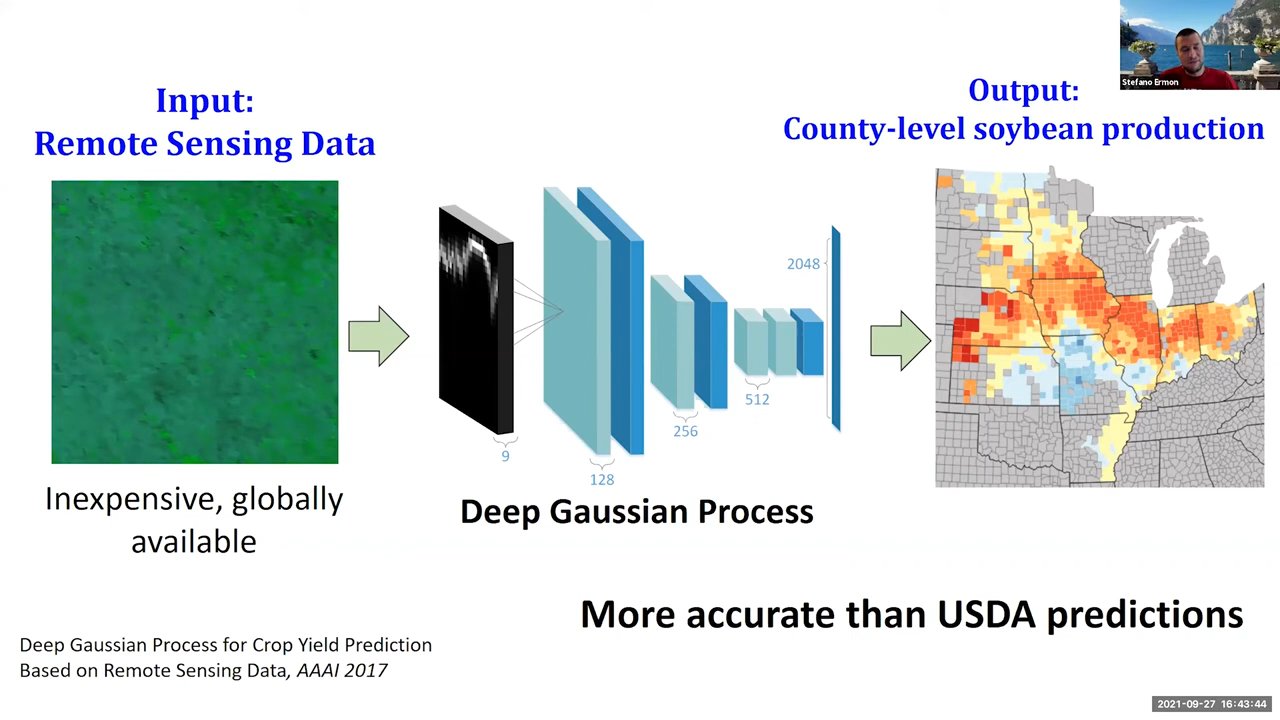 Stefano Ermon
Input:
Remote Sensing Data
Output:
County-level soybean production
2048
9
128
256
512
Inexpensive, globally
available
Deep Gaussian Process
More accurate than USDA predictions
Deep Gaussian Process for Crop Yield Prediction
Based on Remote Sensing Data, AAAI 2017
2021-09-27 16:43:44